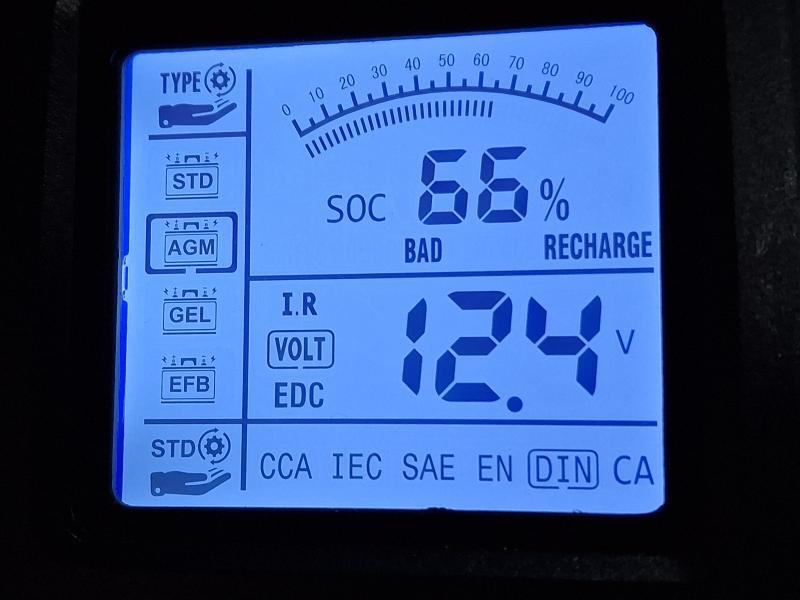 TYPE
0 10 20 30 40 50 60 70 80 90 100
STD
SOC 66%
AGM
BAD RECHARGE
GEL
I.R
VOLT
12.4 V
EFB
EDC
STD
CCA IEC SAE EN DIN CA